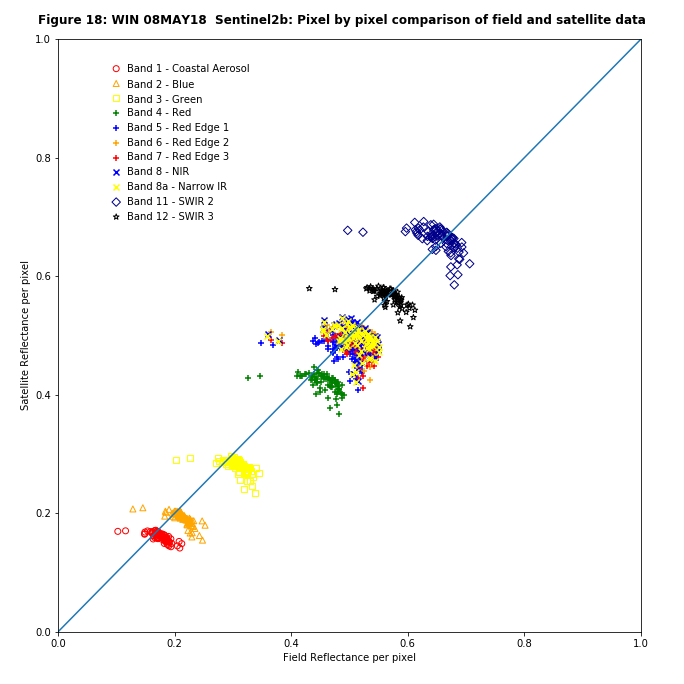 Figure 18: WIN 08MAY18  Sentinel2b: Pixel by pixel comparison of field and satellite data
1.0
Band 1 - Coastal Aerosol
Band 2 - Blue
Band 3 - Green
Band 4 - Red
Band 5 - Red Edge 1
Band 6 - Red Edge 2
Band 7 - Red Edge 3
Band 8 - NIR
Band 8a - Narrow IR
Band 11 - SWIR 2
Band 12 - SWIR 3
0.8
0.6
0.4
0.2
0.0
Satellite Reflectance per pixel
0.0
0.2
0.4
0.6
0.8
1.0
Field Reflectance per pixel